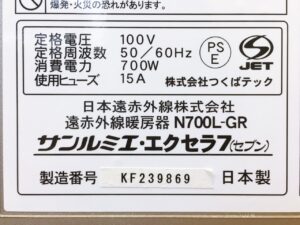 爆発・火災の恐れがあります。
定格電圧 100V
定格周波数 50/60Hz
消費電力 700W
使用ヒューズ 15A
PS
E
JET
株式会社つくばテック
日本遠赤外線株式会社
遠赤外線暖房器 N700L-GR
サンルミエ・エクセラ7(セブン)
製造番号 KF239869 日本製